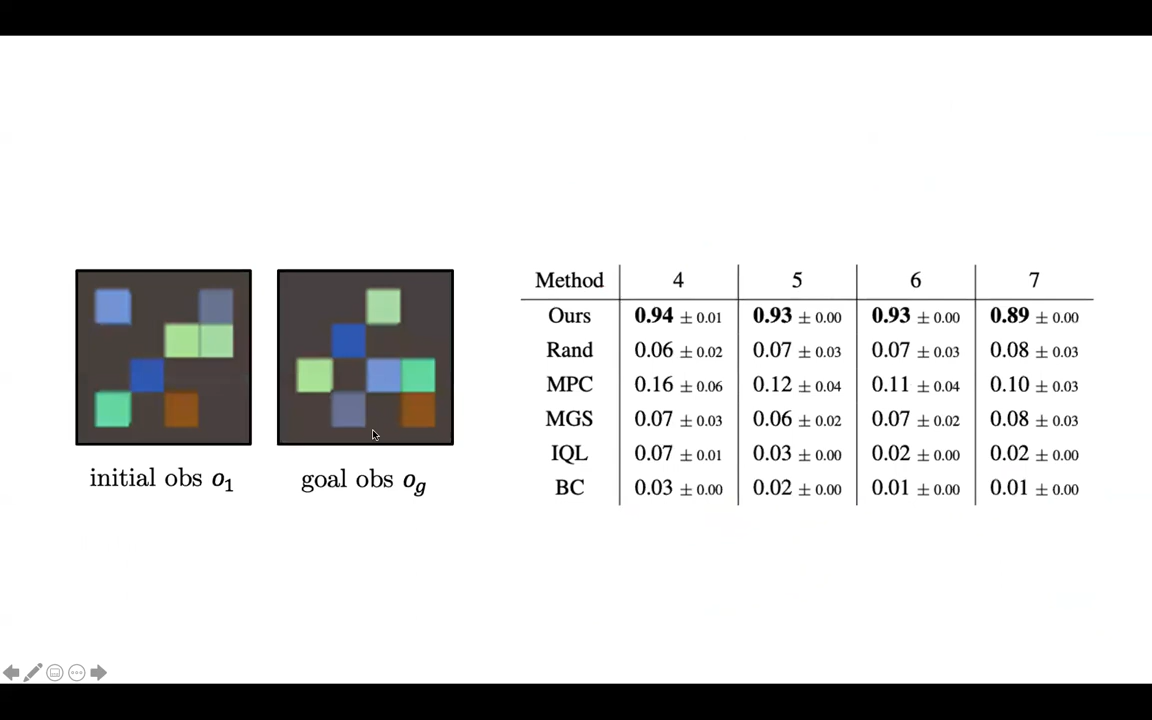 initial obs o₁
goal obs o_g
Method 4 5 6 7
Ours 0.94 ± 0.01 0.93 ± 0.00 0.93 ± 0.00 0.89 ± 0.00
Rand 0.06 ± 0.02 0.07 ± 0.03 0.07 ± 0.03 0.08 ± 0.03
MPC 0.16 ± 0.06 0.12 ± 0.04 0.11 ± 0.04 0.10 ± 0.03
MGS 0.07 ± 0.03 0.06 ± 0.02 0.07 ± 0.02 0.08 ± 0.03
IQL 0.07 ± 0.01 0.03 ± 0.00 0.02 ± 0.00 0.02 ± 0.00
BC 0.03 ± 0.00 0.02 ± 0.00 0.01 ± 0.00 0.01 ± 0.00